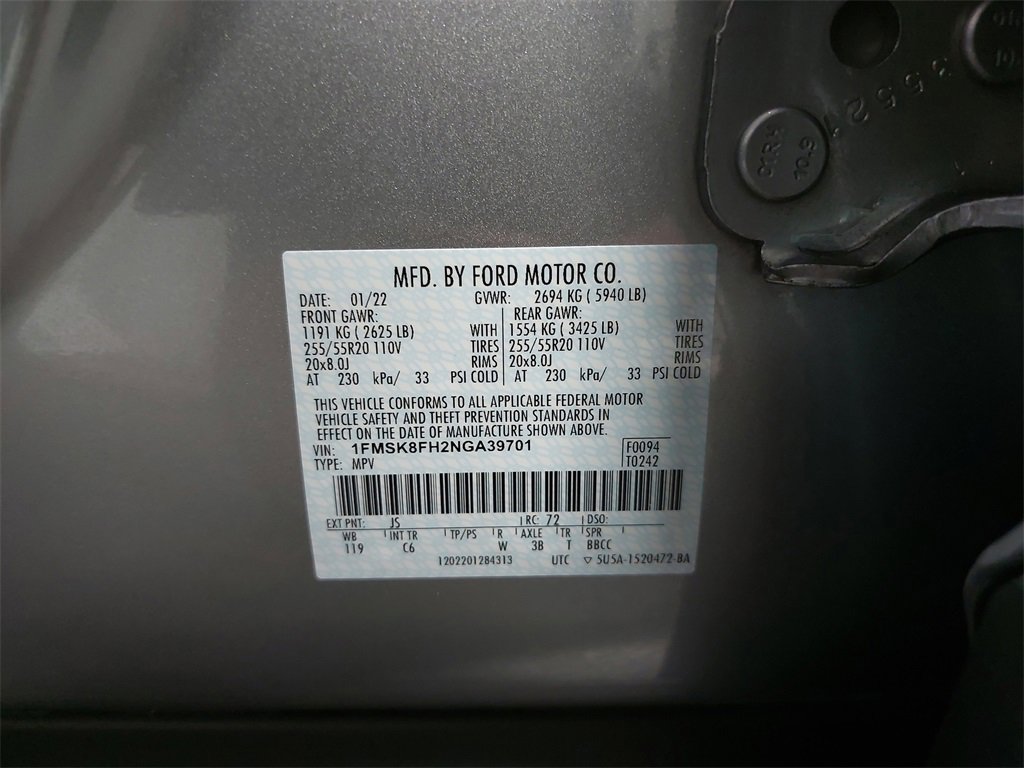 MFD. BY FORD MOTOR CO.
DATE: 01/22 GVWR: 2694 KG ( 5940 LB)
FRONT GAWR: REAR GAWR:
1191 KG ( 2625 LB) WITH 1554 KG ( 3425 LB) WITH
255/55R20 110V TIRES 255/55R20 110V TIRES
20x8.0J RIMS 20x8.0J RIMS
AT 230 kPa/ 33 PSI COLD AT 230 kPa/ 33 PSI COLD
THIS VEHICLE CONFORMS TO ALL APPLICABLE FEDERAL MOTOR
VEHICLE SAFETY AND THEFT PREVENTION STANDARDS IN
EFFECT ON THE DATE OF MANUFACTURE SHOWN ABOVE.
VIN: 1FMSK8FH2NGA39701 F0094
TYPE: MPV T0242
EXT PNT: JS RC: 72 DSO:
WB INT TR TP/PS R AXLE TR SPR
119 C6 W 3B T BBCC
1202201284313 UTC ▽ 5U5A-1520472-BA
01RH
10-9